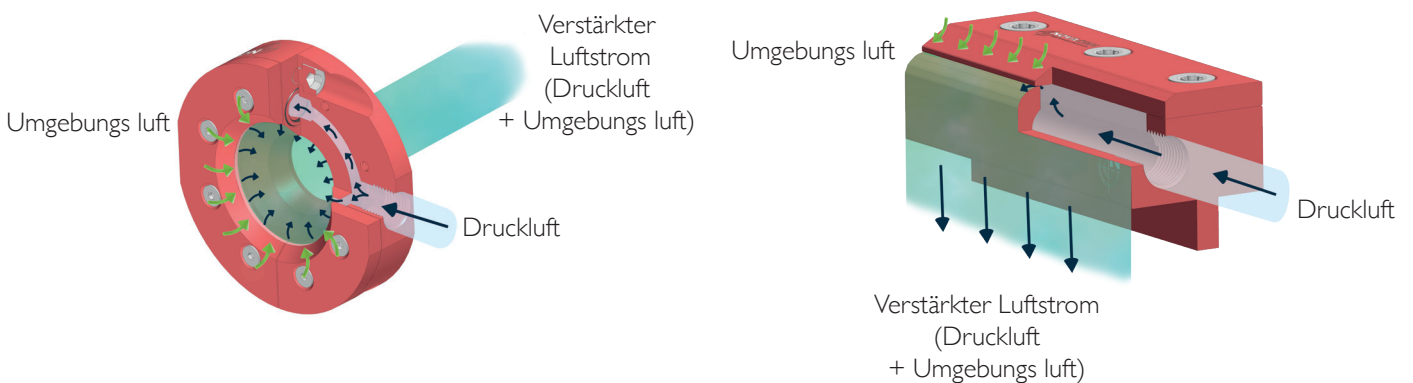 Verstärkter
Luftstrom
(Druckluft
+ Umgebungs luft)
Umgebungs luft
Druckluft
Umgebungs luft
Druckluft
Verstärkter Luftstrom
(Druckluft
+ Umgebungs luft)